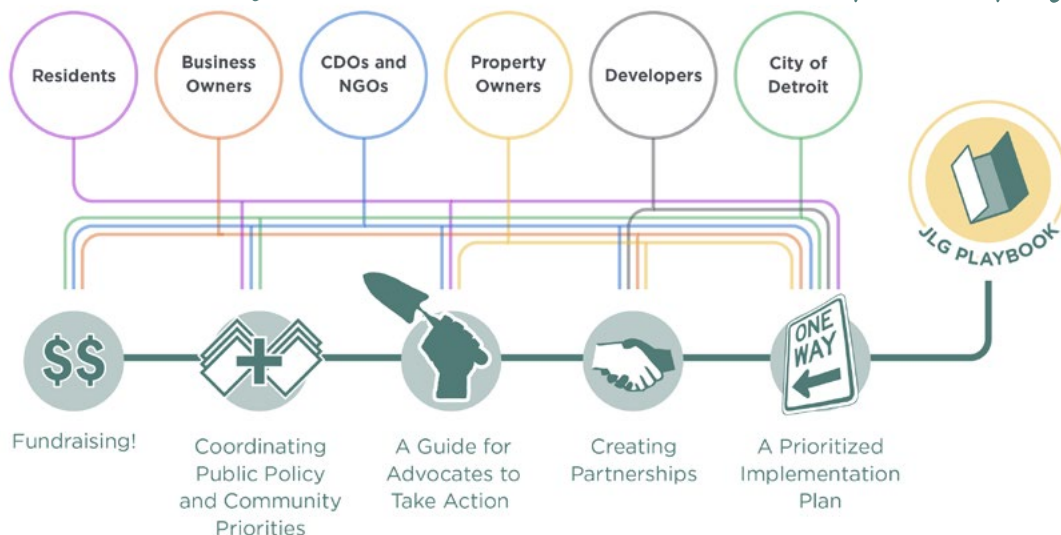 Residents
Business
Owners
CDOs and
NGOs
Property
Owners
Developers
City of
Detroit
JLG PLAYBOOK
$$
ONE
WAY
Fundraising!
Coordinating
Public Policy
and Community
Priorities
A Guide for
Advocates to
Take Action
Creating
Partnerships
A Prioritized
Implementation
Plan